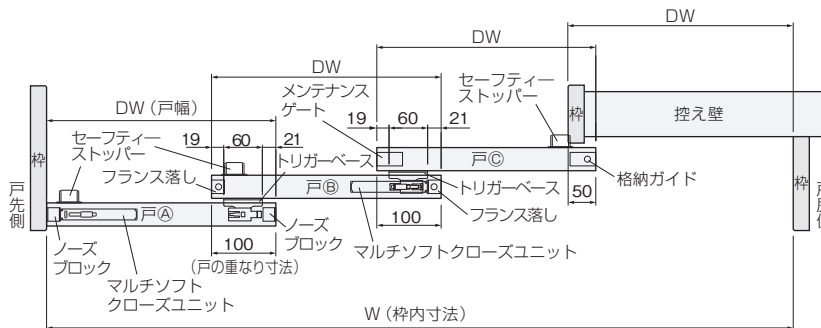 DW
DW
DW
DW（戸幅）
メンテナンス
ゲート
セーフティー
ストッパー
枠
控え壁
19
60
21
19
60
21
セーフティー
ストッパー
フランス落し
トリガーベース
枠
戸先側
戸Ⓒ
戸Ⓑ
戸Ⓐ
トリガーベース
フランス落し
50
格納ガイド
枠
ノーズ
ブロック
マルチソフト
クローズユニット
100
（戸の重なり寸法）
ノーズ
ブロック
100
マルチソフトクローズユニット
W（枠内寸法）